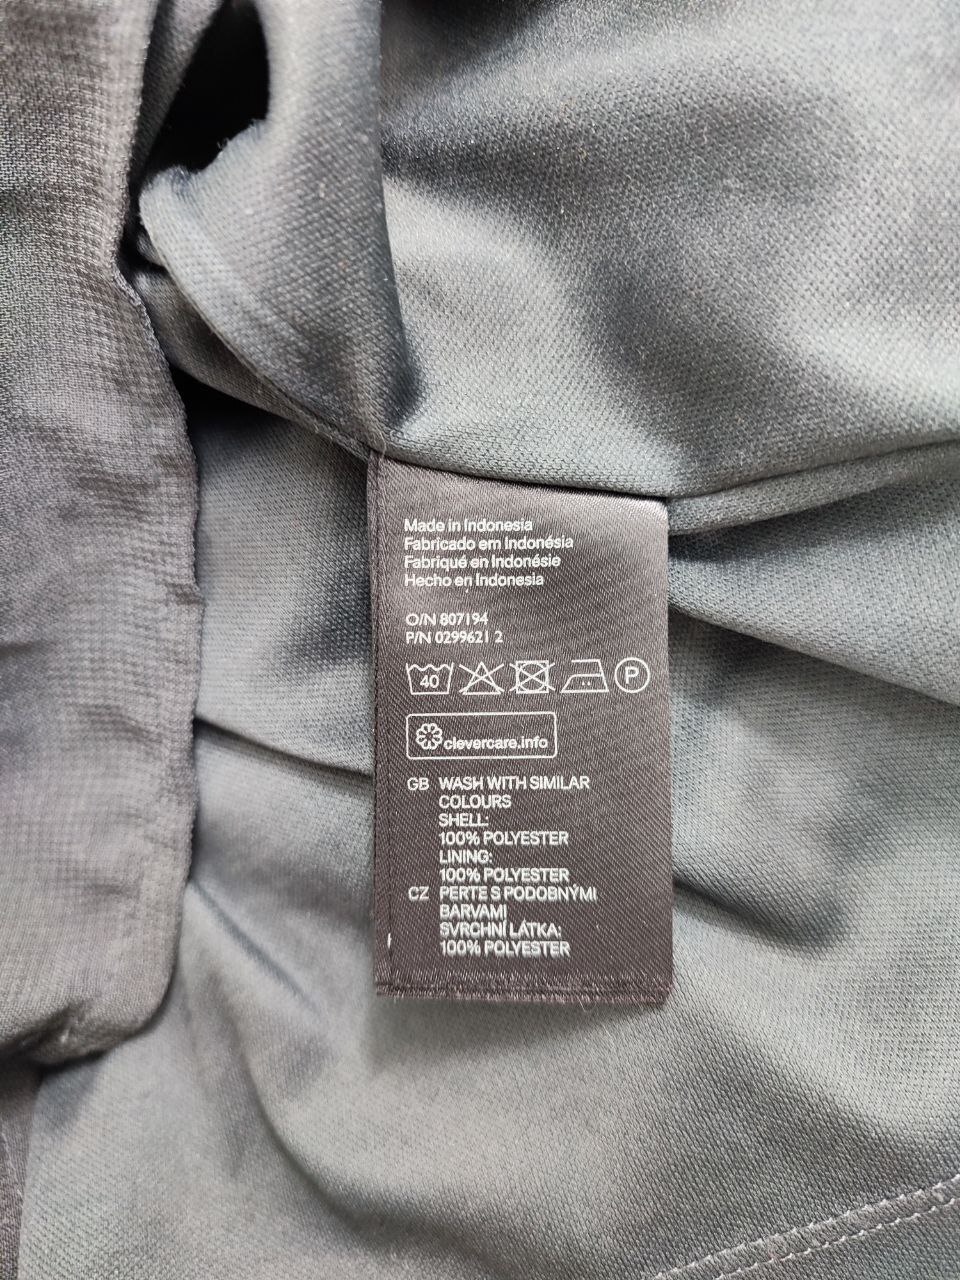 Made in Indonesia
Fabricado em Indonésia
Fabriqué en Indonésie
Hecho en Indonesia
O/N 807194
P/N 0299621 2
40 P
clevercare.info
GB WASH WITH SIMILAR
COLOURS
SHELL:
100% POLYESTER
LINING:
100% POLYESTER
CZ PERTE S PODOBNÝMI
BARVAMI
SVRCHNÍ LÁTKA:
100% POLYESTER